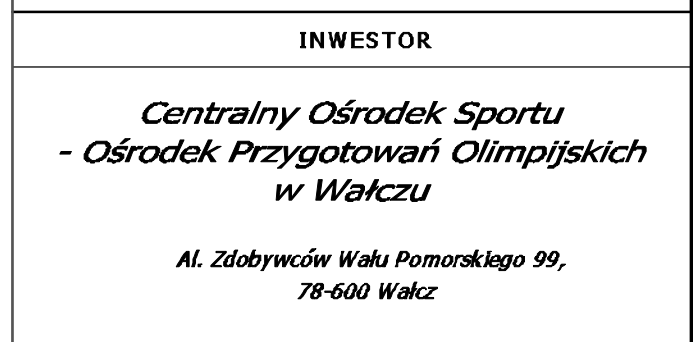 INWESTOR
Centralny Ośrodek Sportu
- Ośrodek Przygotowań Olimpijskich
w Wałczu
Al. Zdobywców Wału Pomorskiego 99,
78-600 Wałcz